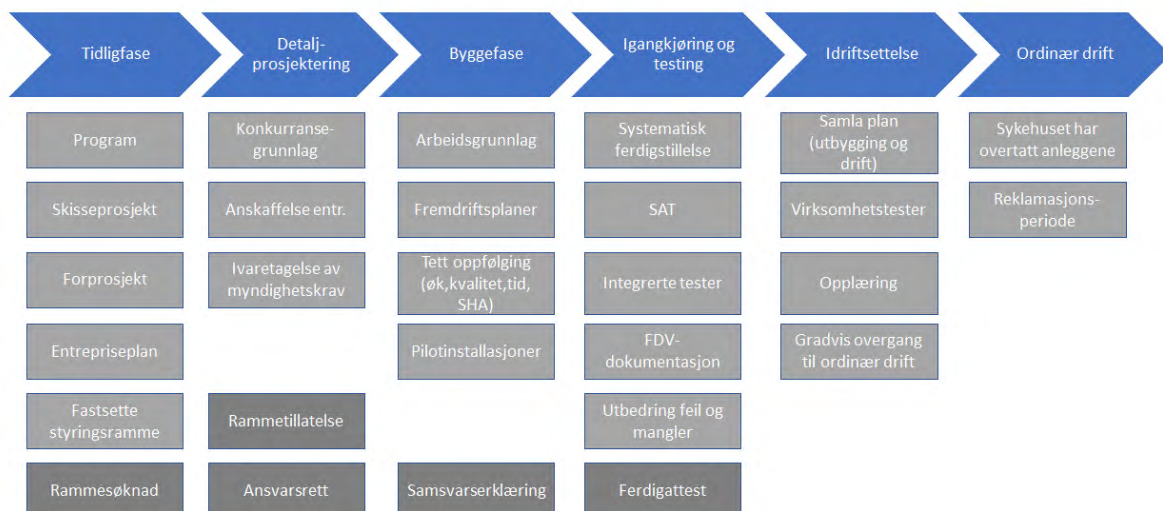 Tidligfase
Detalj-
prosjektering
Byggefase
Igangkjøring og
testing
Idriftsettelse
Ordinær drift
Program
Konkurranse-
grunnlag
Arbeidsgrunnlag
Systematisk
ferdigstillelse
Samla plan
(utbygging og
drift)
Sykehuset har
overtatt anleggene
Skisseprosjekt
Anskaffelse entr.
Fremdriftsplaner
SAT
Virksomhetstester
Reklamasjons-
periode
Forprosjekt
Ivaretagelse av
myndighetskrav
Tett oppfølging
(øk,kvalitet,tid,
SHA)
Integrerte tester
Opplæring
Entrepriseplan
Pilotinstallasjoner
FDV-
dokumentasjon
Gradvis overgang
til ordinær drift
Fastsette
styringsramme
Rammetillatelse
Utbedring feil og
mangler
Rammesøknad
Ansvarsrett
Samsvarserklæring
Ferdigattest